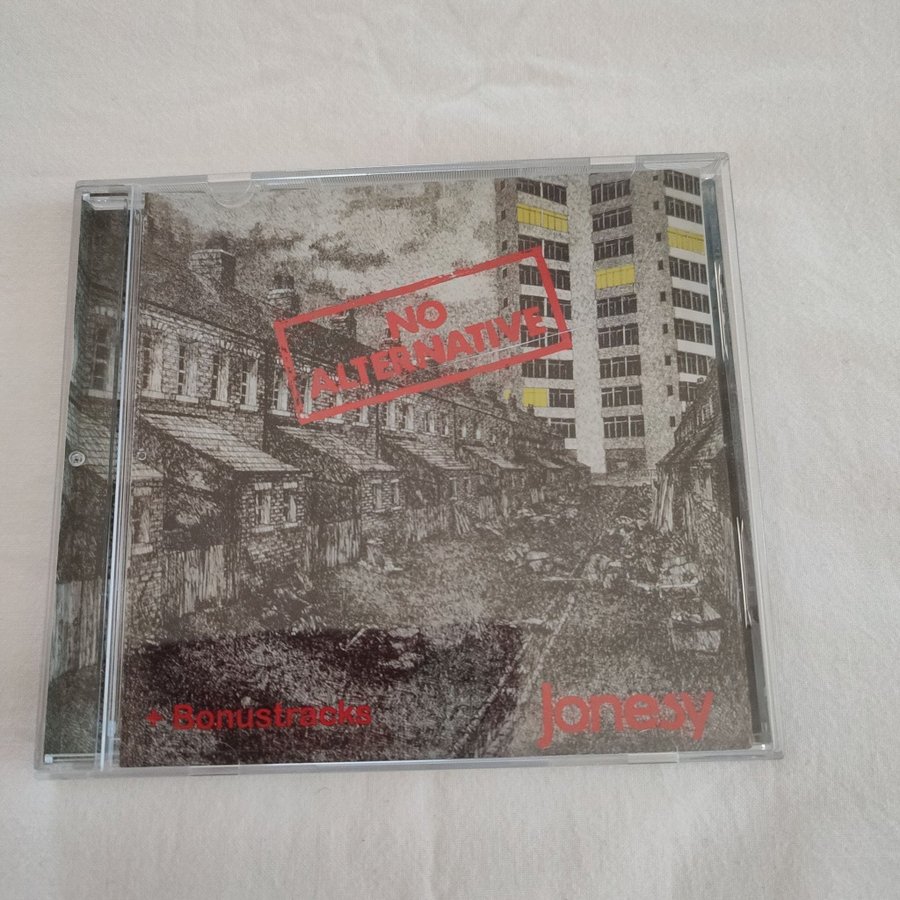 NO
ALTERNATIVE
+ Bonustracks
Jonesy